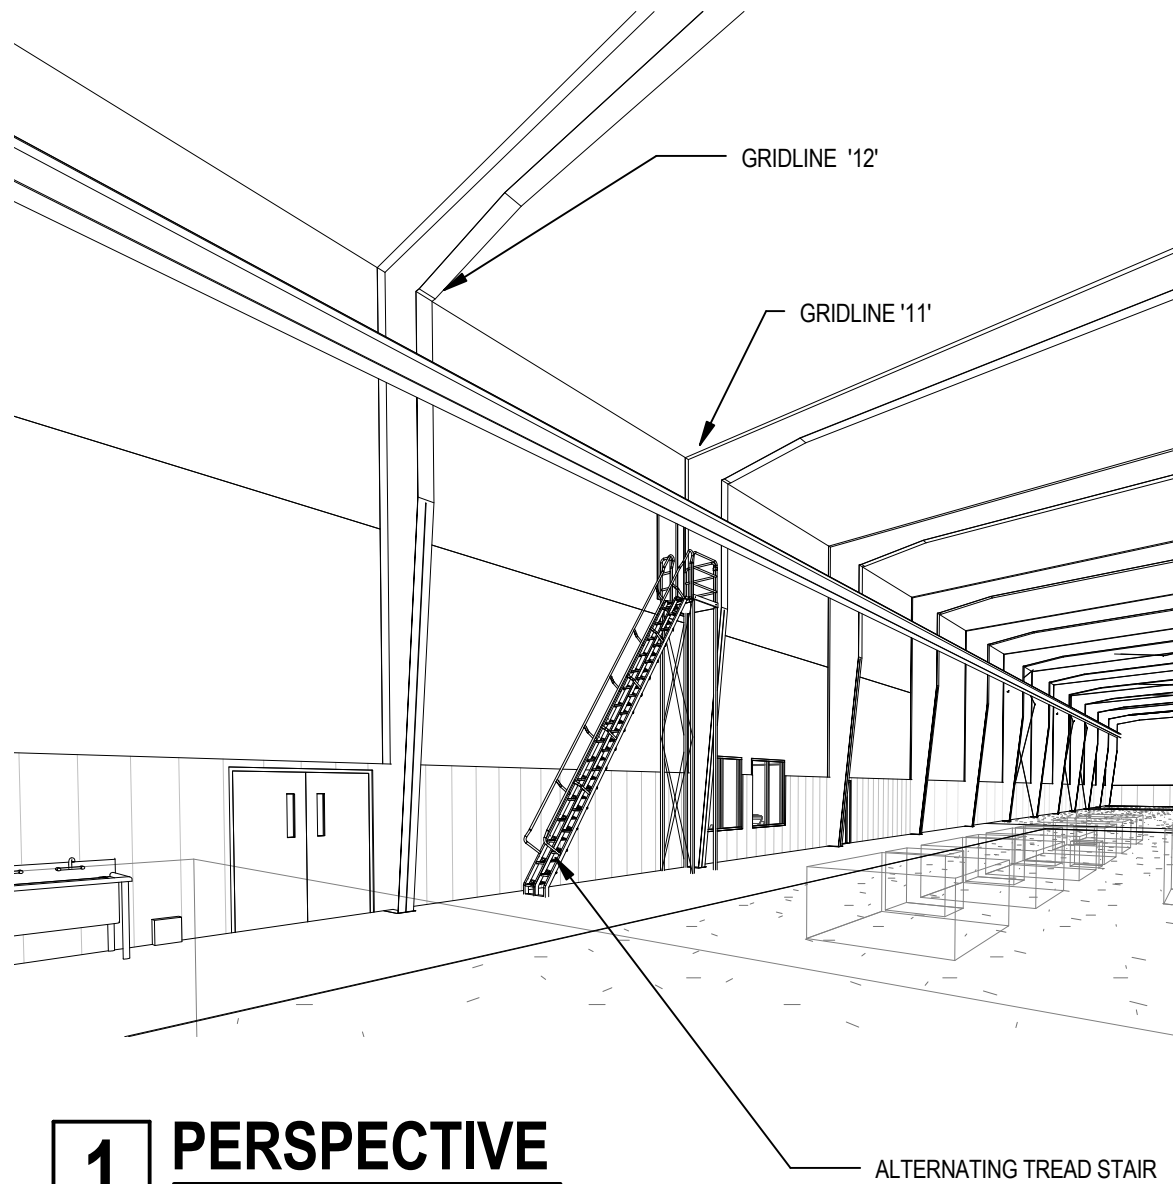 GRIDLINE '12'
GRIDLINE '11'
1 PERSPECTIVE
ALTERNATING TREAD STAIR